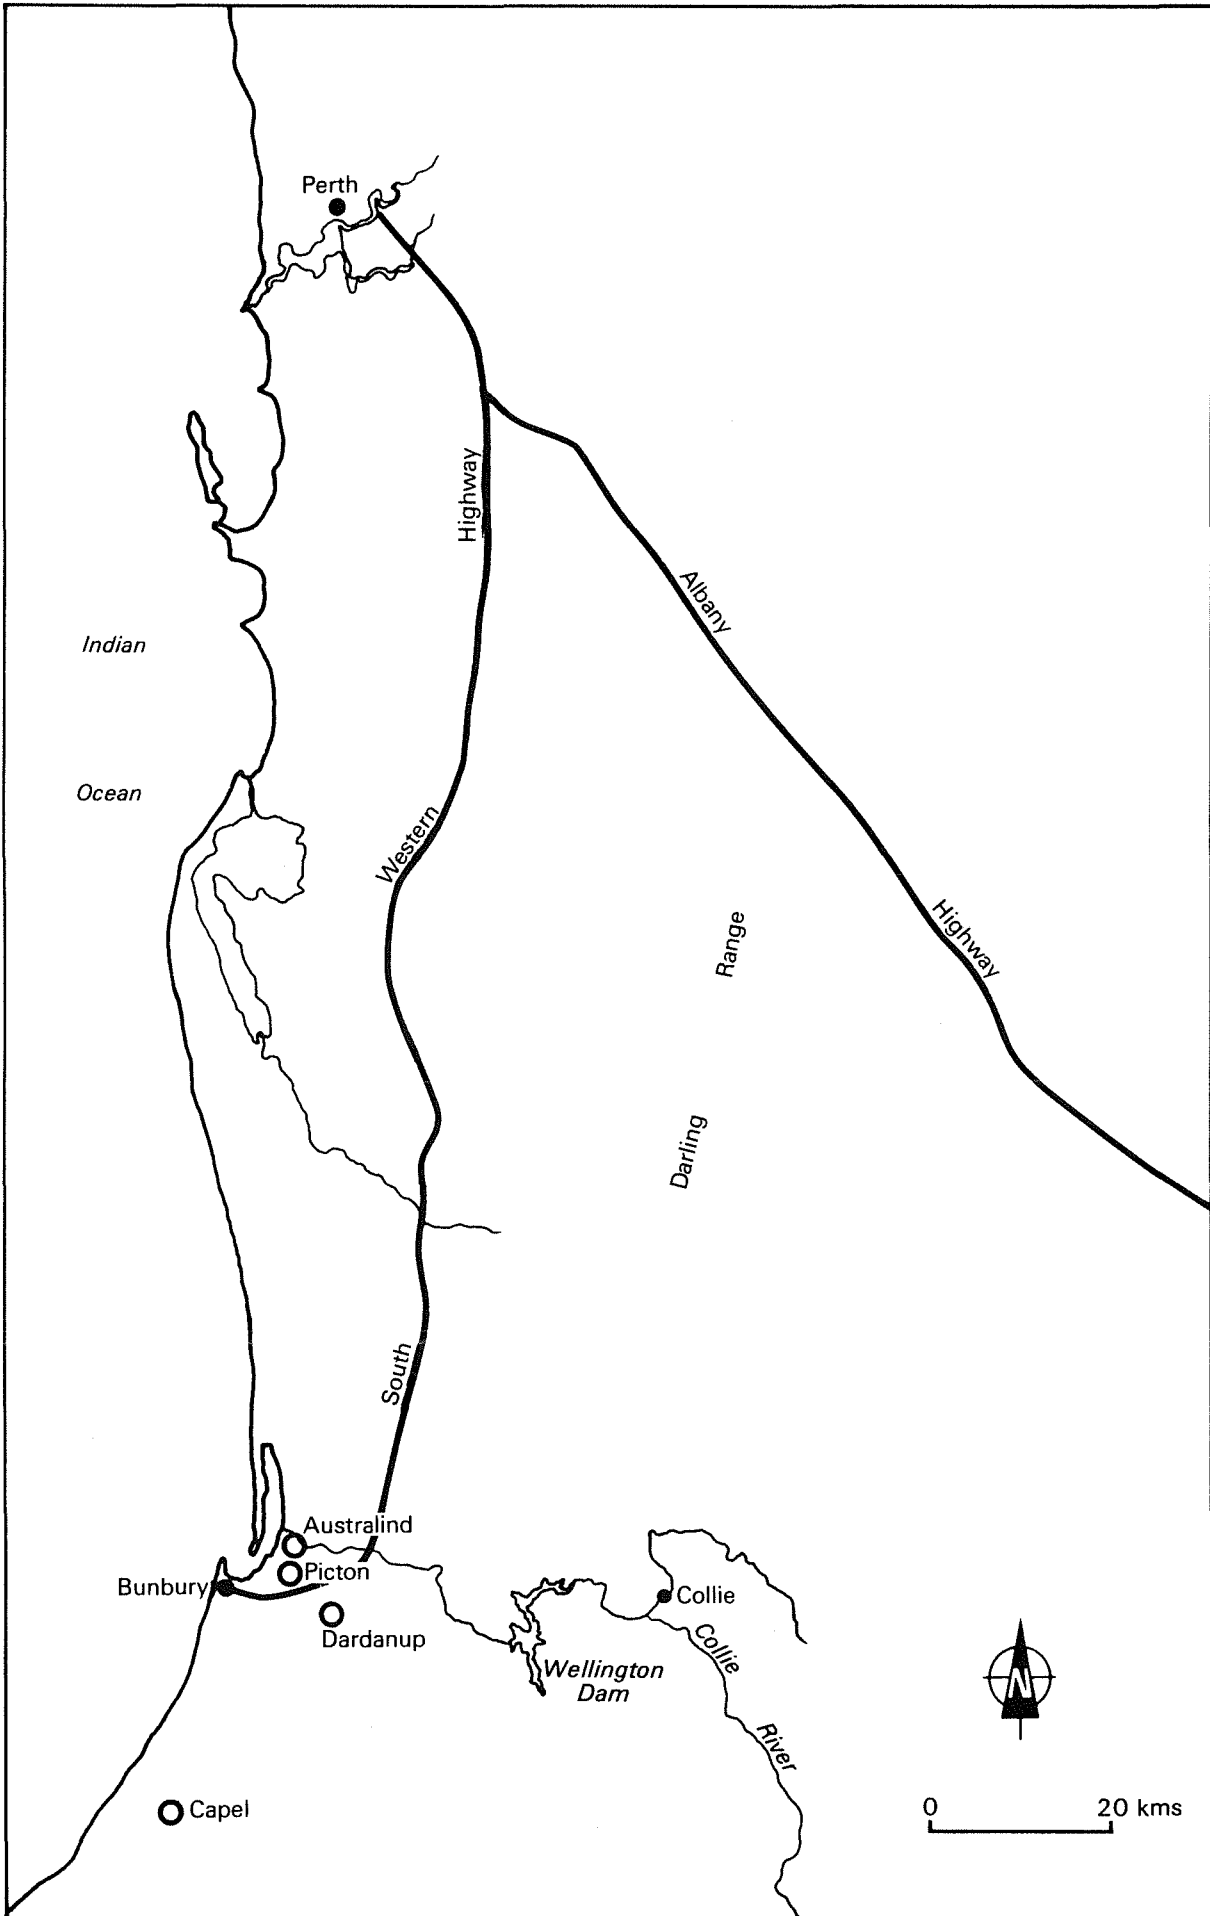 Perth
Highway
Albany
Indian
Ocean
Western
Highway
Range
Darling
South
Australind
Picton
Bunbury
Collie
Dardanup
Collie
Wellington
Dam
River
N
Capel
0 20 kms